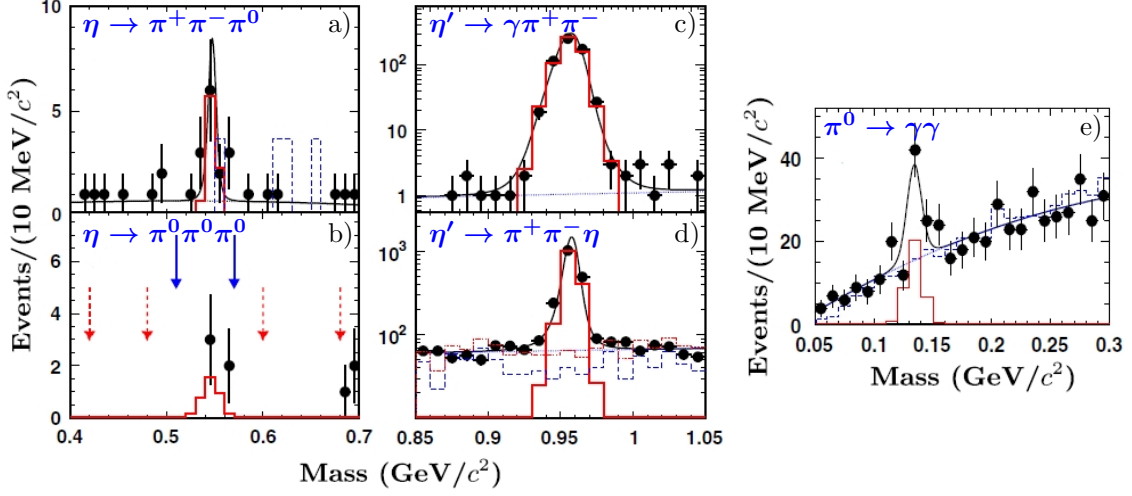 η → π⁺π⁻π⁰ a)
10
5
0
Events/(10 MeV/c²)
η → π⁰π⁰π⁰ b)
8
6
4
2
0
0.4 0.5 0.6 0.7
η′ → γπ⁺π⁻ c)
10²
10
1
η′ → π⁺π⁻η d)
10³
10²
0.85 0.9 0.95 1 1.05
Mass (GeV/c²)
π⁰ → γγ e)
40
20
0
Events/(10 MeV/c²)
0.05 0.1 0.15 0.2 0.25 0.3
Mass (GeV/c²)